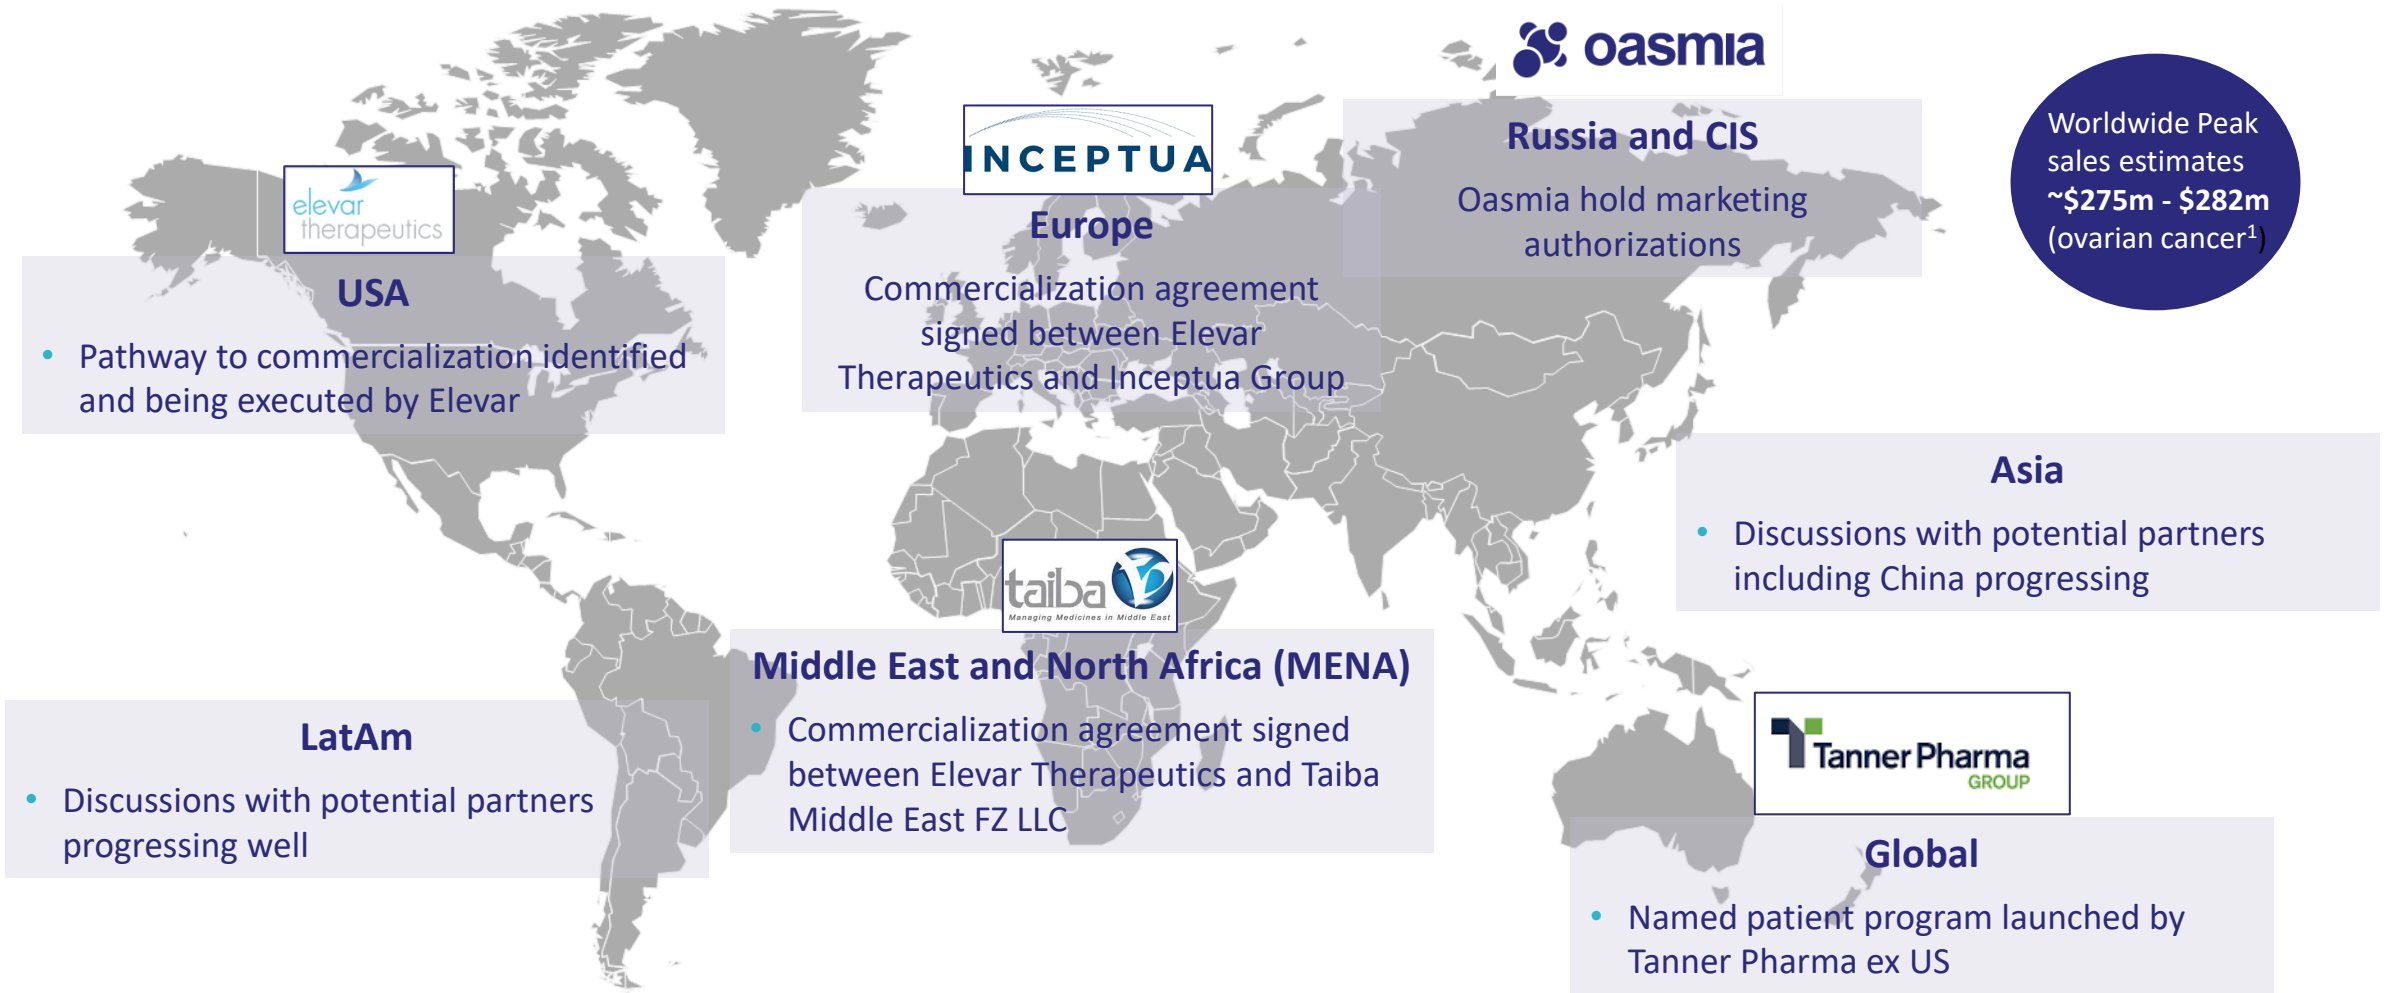 oasmia
Russia and CIS
Oasmia hold marketing
authorizations
Worldwide Peak
sales estimates
~$275m - $282m
(ovarian cancer¹)
INCEPTUA
Europe
Commercialization agreement
signed between Elevar
Therapeutics and Inceptua Group
elevar
therapeutics
USA
• Pathway to commercialization identified
and being executed by Elevar
Asia
• Discussions with potential partners
including China progressing
taiba
Managing Medicines in Middle East
Middle East and North Africa (MENA)
• Commercialization agreement signed
between Elevar Therapeutics and Taiba
Middle East FZ LLC
LatAm
• Discussions with potential partners
progressing well
Tanner Pharma
GROUP
Global
• Named patient program launched by
Tanner Pharma ex US